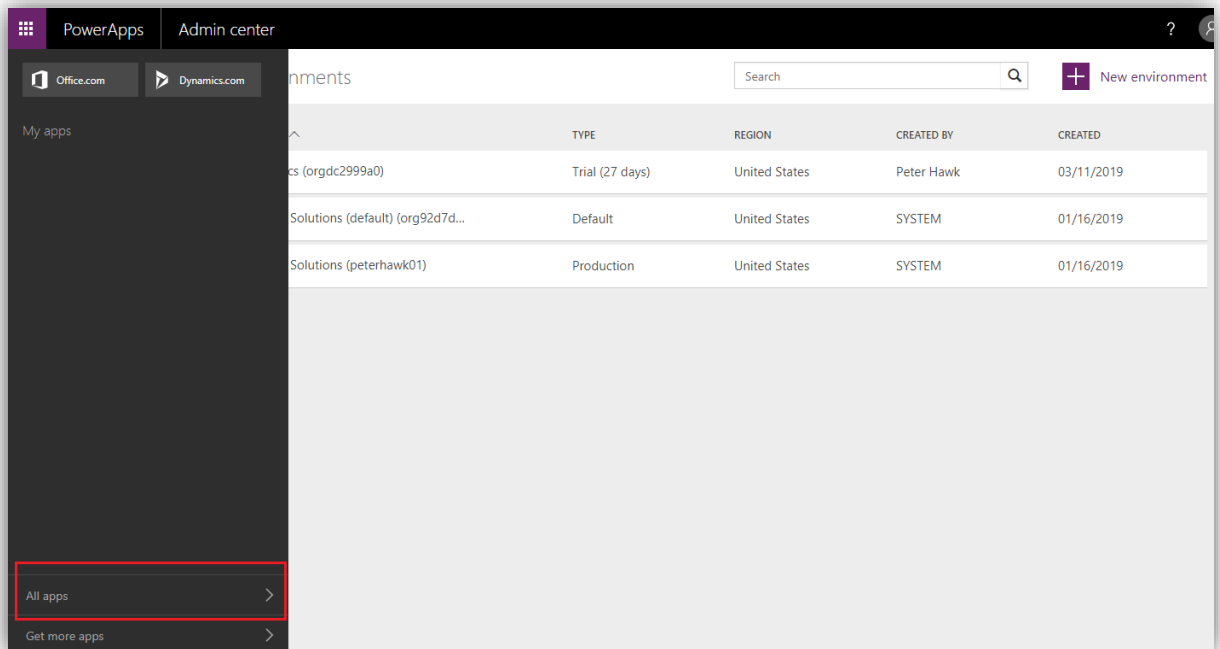 PowerApps Admin center ?
Office.com Dynamics.com nments Search New environment
My apps TYPE REGION CREATED BY CREATED
cs (orgdc2999a0) Trial (27 days) United States Peter Hawk 03/11/2019
Solutions (default) (org92d7d... Default United States SYSTEM 01/16/2019
Solutions (peterhawk01) Production United States SYSTEM 01/16/2019
All apps
Get more apps